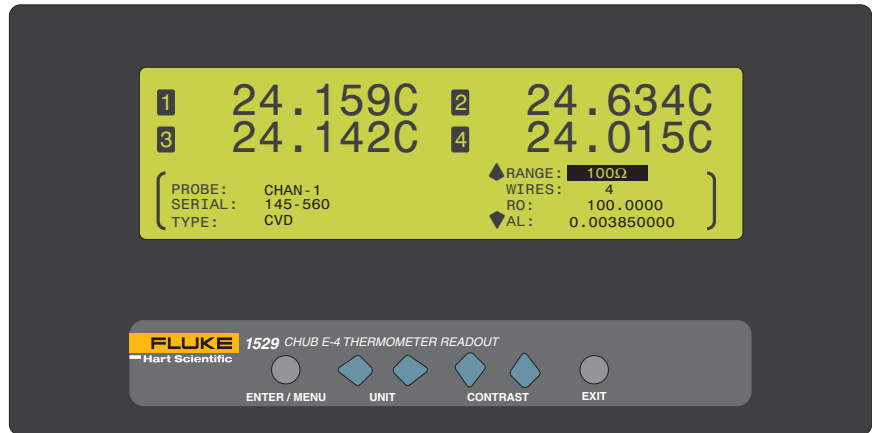 1 24.159C 2 24.634C
3 24.142C 4 24.015C
PROBE: CHAN-1
SERIAL: 145-560
TYPE: CVD
RANGE: 100Ω
WIRES: 4
RO: 100.0000
AL: 0.003850000
FLUKE
Hart Scientific
1529 CHUB E-4 THERMOMETER READOUT
ENTER / MENU UNIT CONTRAST EXIT